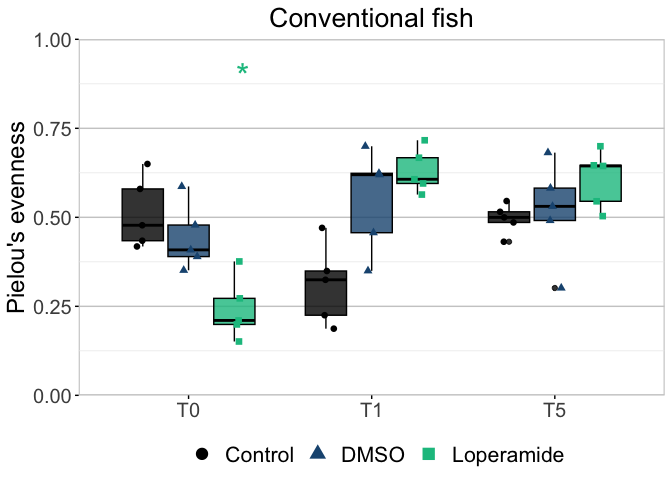 Conventional fish
Pielou's evenness
1.00
*
0.75
0.50
0.25
0.00
T0 T1 T5
Control DMSO Loperamide